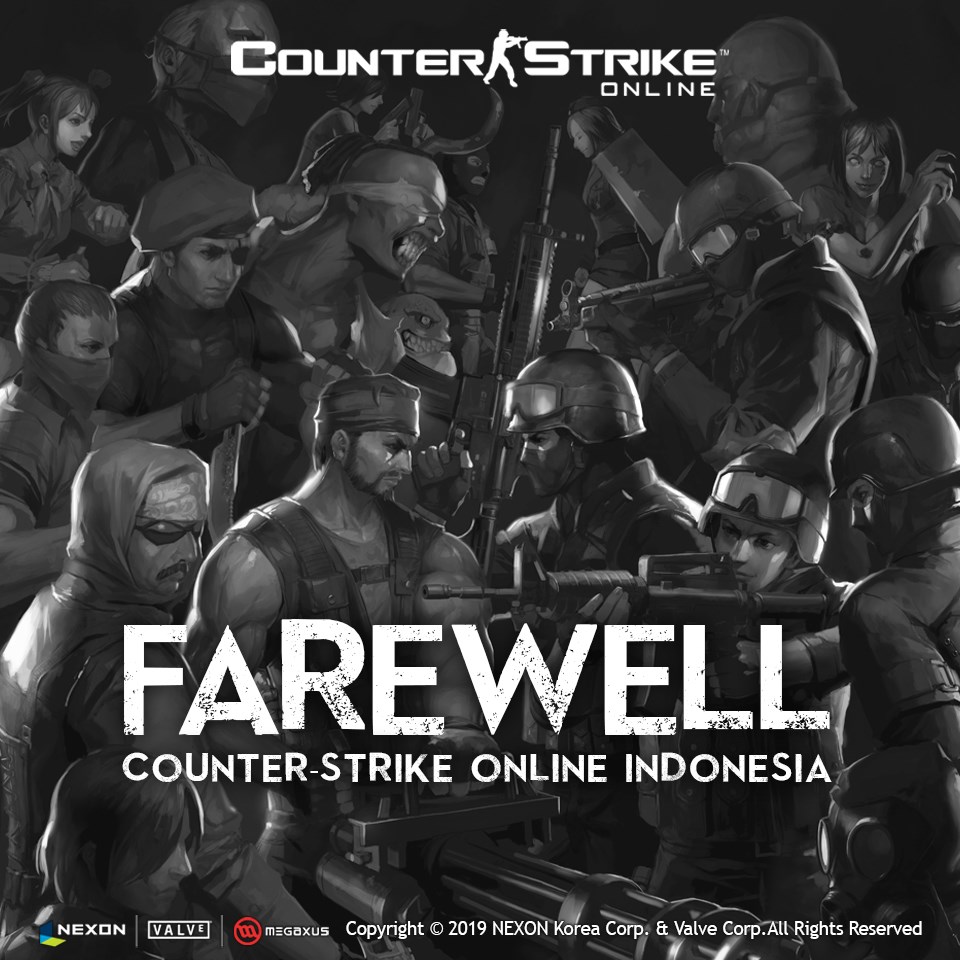 COUNTER STRIKE™
ONLINE
FAREWELL
COUNTER-STRIKE ONLINE INDONESIA
NEXON VALVE MEGAXUS Copyright © 2019 NEXON Korea Corp. & Valve Corp.All Rights Reserved